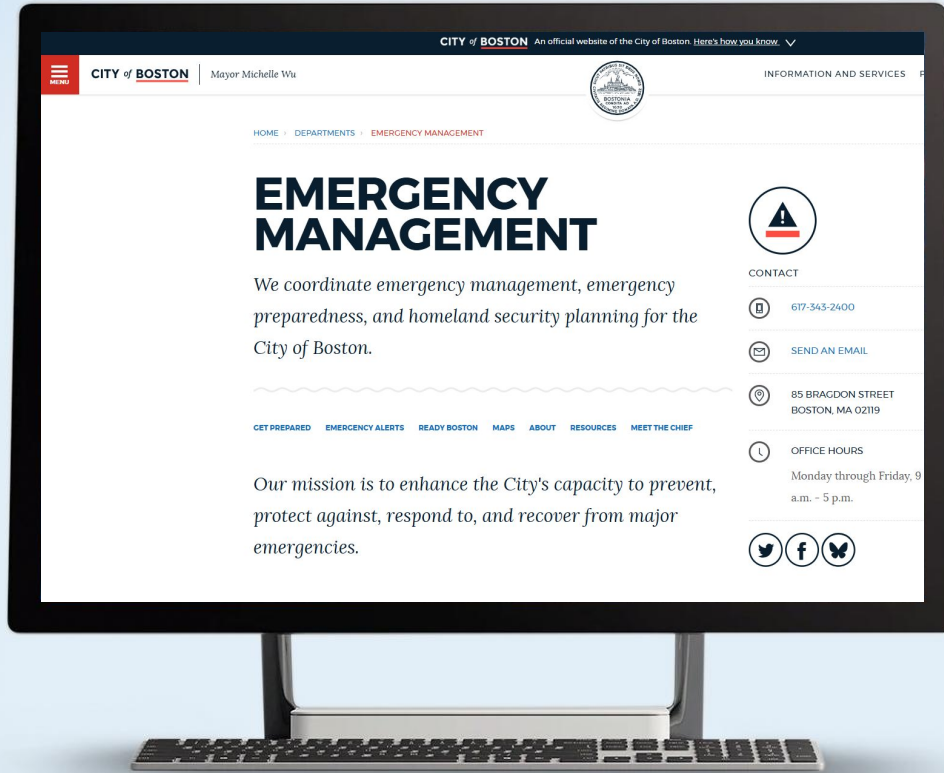 CITY of BOSTON An official website of the City of Boston. Here's how you know
MENU
CITY of BOSTON Mayor Michelle Wu
BOSTONIA
CONDITA AD
1630
INFORMATION AND SERVICES
HOME › DEPARTMENTS › EMERGENCY MANAGEMENT
EMERGENCY
MANAGEMENT
We coordinate emergency management, emergency
preparedness, and homeland security planning for the
City of Boston.
GET PREPARED EMERGENCY ALERTS READY BOSTON MAPS ABOUT RESOURCES MEET THE CHIEF
Our mission is to enhance the City's capacity to prevent,
protect against, respond to, and recover from major
emergencies.
CONTACT
617-343-2400
SEND AN EMAIL
85 BRAGDON STREET
BOSTON, MA 02119
OFFICE HOURS
Monday through Friday, 9
a.m. - 5 p.m.